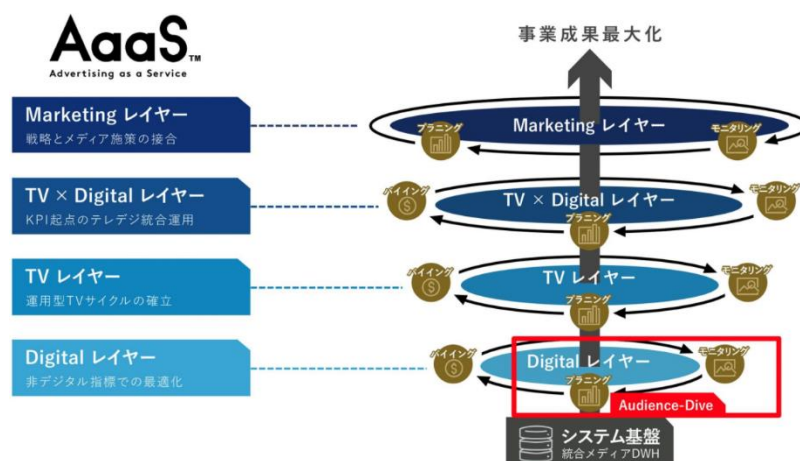 AaaS™
Advertising as a Service
事業成果最大化
Marketing レイヤー
戦略とメディア施策の接合
Marketing レイヤー
プラニング
モニタリング
TV × Digital レイヤー
KPI起点のテレデジ統合運用
バイイング
TV × Digital レイヤー
モニタリング
プラニング
TV レイヤー
運用型TVサイクルの確立
バイイング
TV レイヤー
モニタリング
プラニング
Digital レイヤー
非デジタル指標での最適化
バイイング
Digital レイヤー
モニタリング
プラニング
Audience-Dive
システム基盤
統合メディアDWH